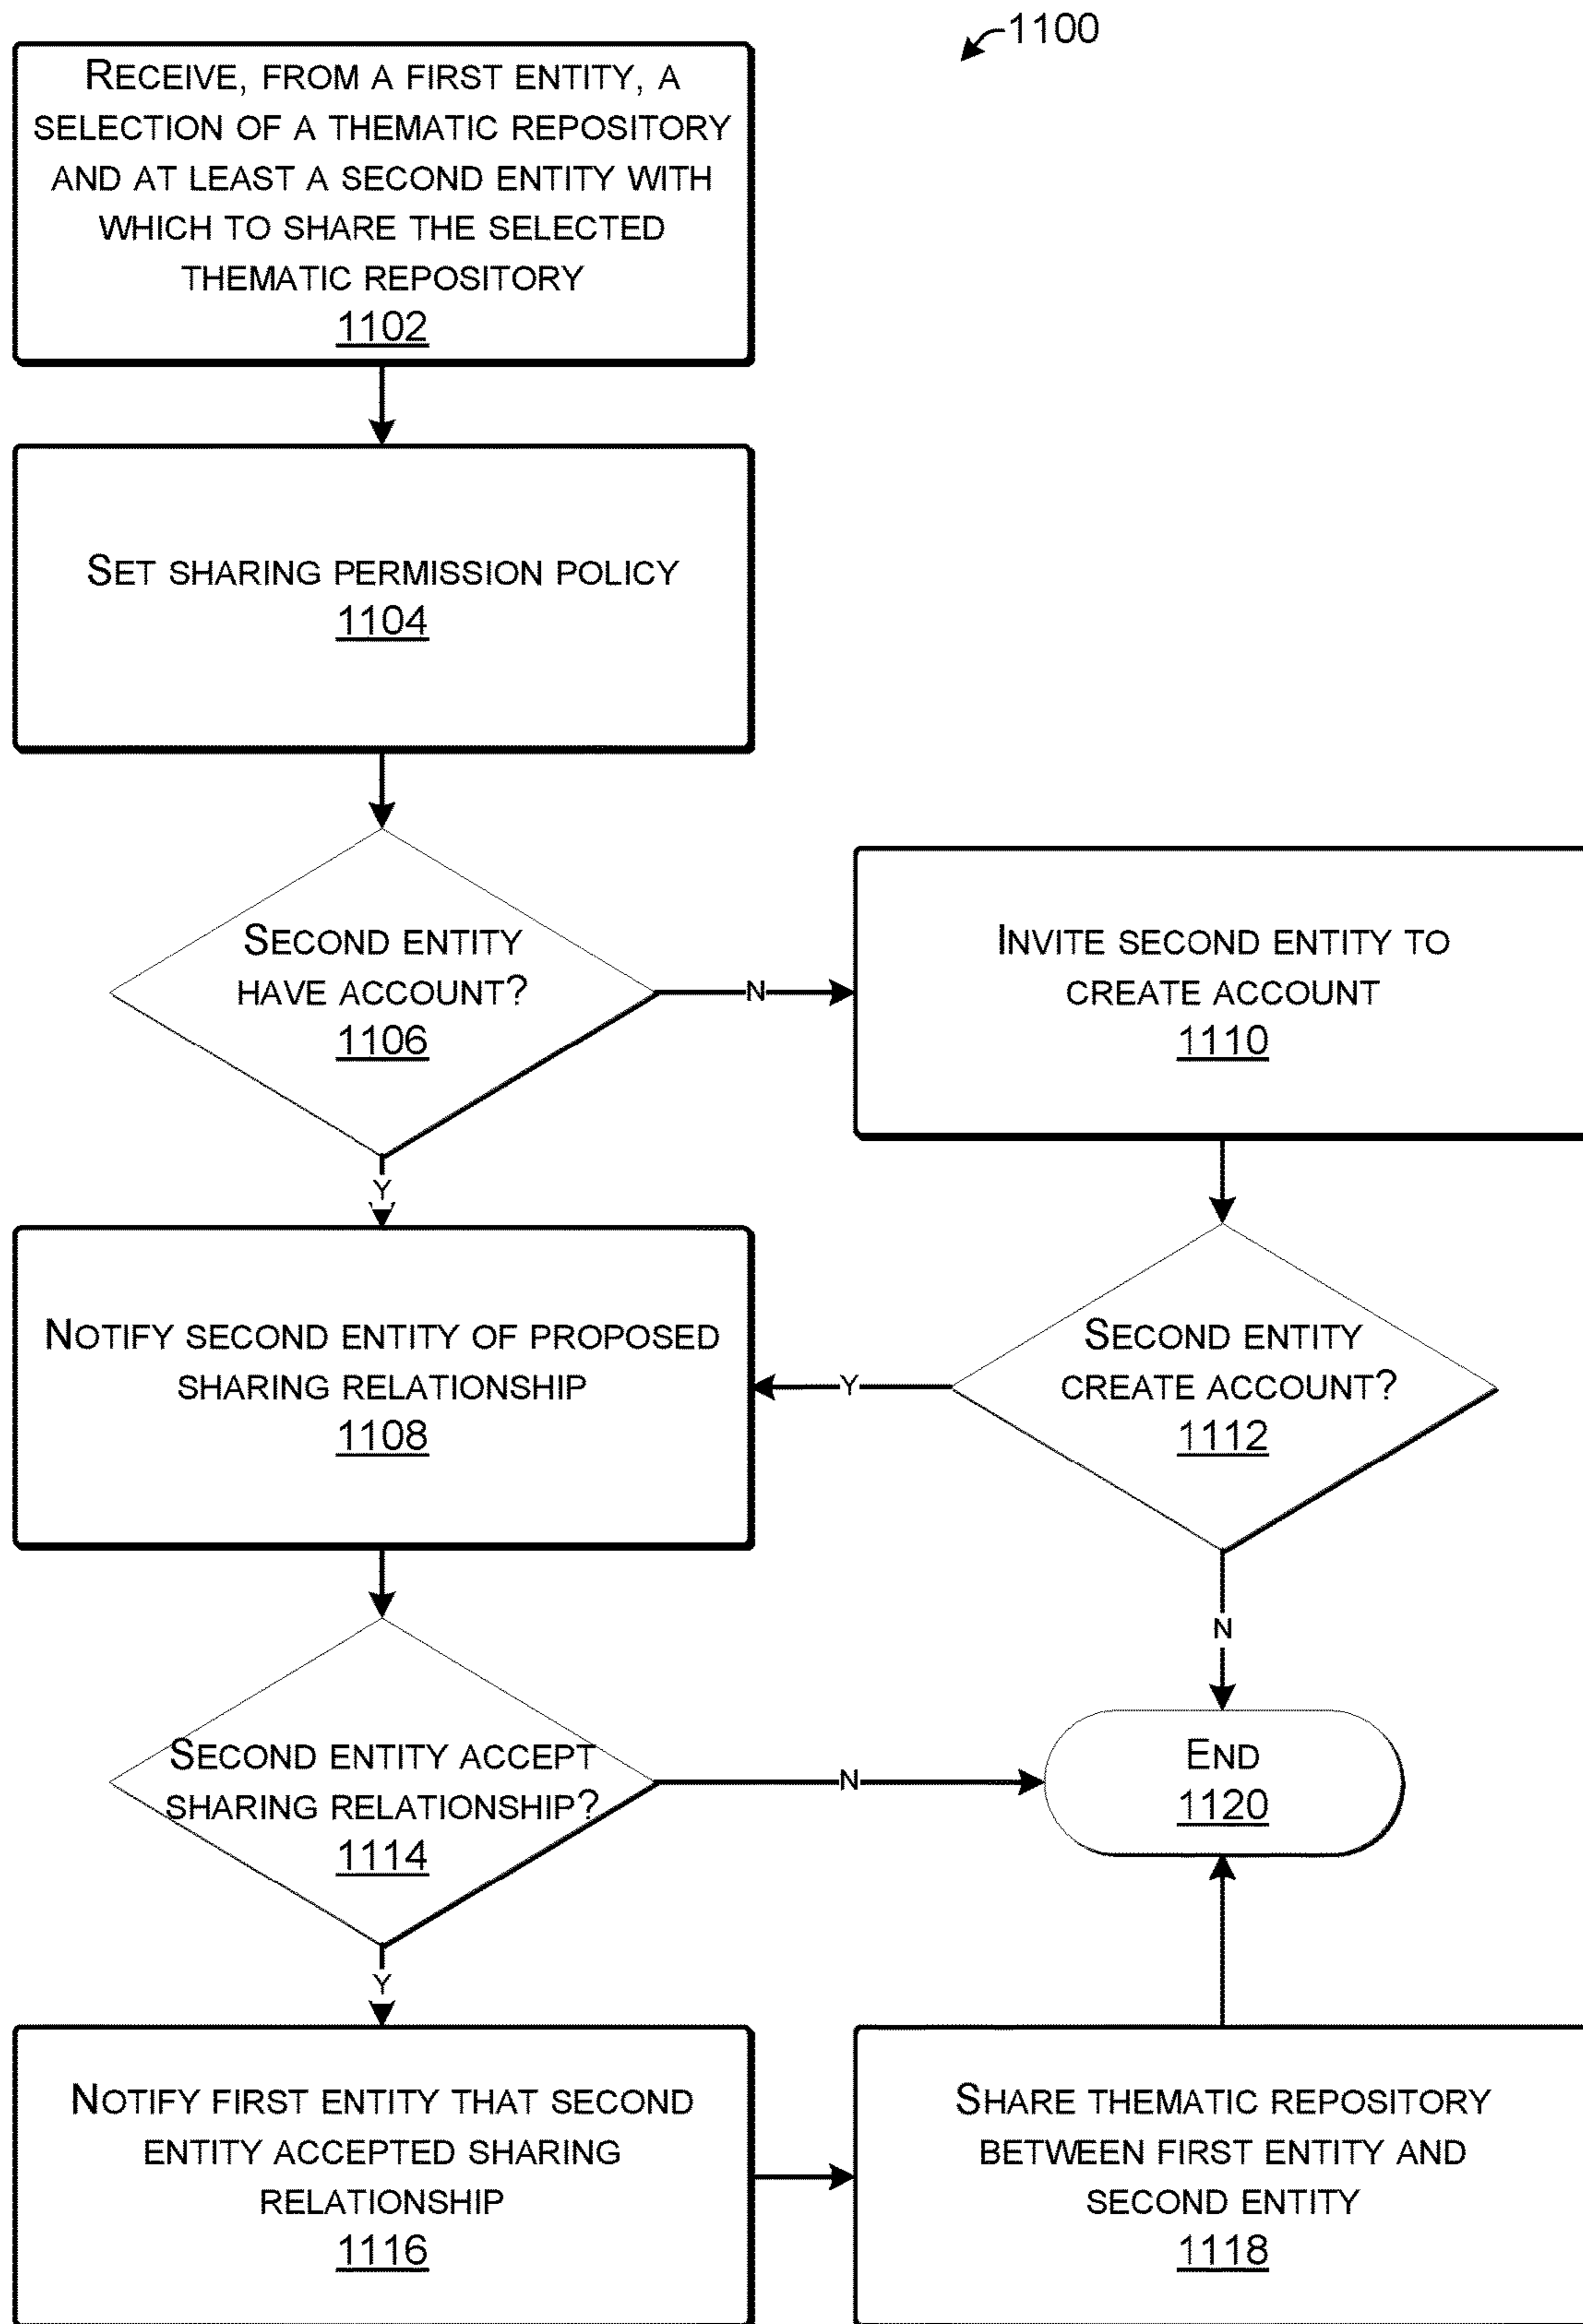 1100
RECEIVE, FROM A FIRST ENTITY, A
SELECTION OF A THEMATIC REPOSITORY
AND AT LEAST A SECOND ENTITY WITH
WHICH TO SHARE THE SELECTED
THEMATIC REPOSITORY
1102
SET SHARING PERMISSION POLICY
1104
SECOND ENTITY
HAVE ACCOUNT?
1106
N
INVITE SECOND ENTITY TO
CREATE ACCOUNT
1110
Y
NOTIFY SECOND ENTITY OF PROPOSED
SHARING RELATIONSHIP
1108
Y
SECOND ENTITY
CREATE ACCOUNT?
1112
N
SECOND ENTITY ACCEPT
SHARING RELATIONSHIP?
1114
N
END
1120
Y
NOTIFY FIRST ENTITY THAT SECOND
ENTITY ACCEPTED SHARING
RELATIONSHIP
1116
SHARE THEMATIC REPOSITORY
BETWEEN FIRST ENTITY AND
SECOND ENTITY
1118